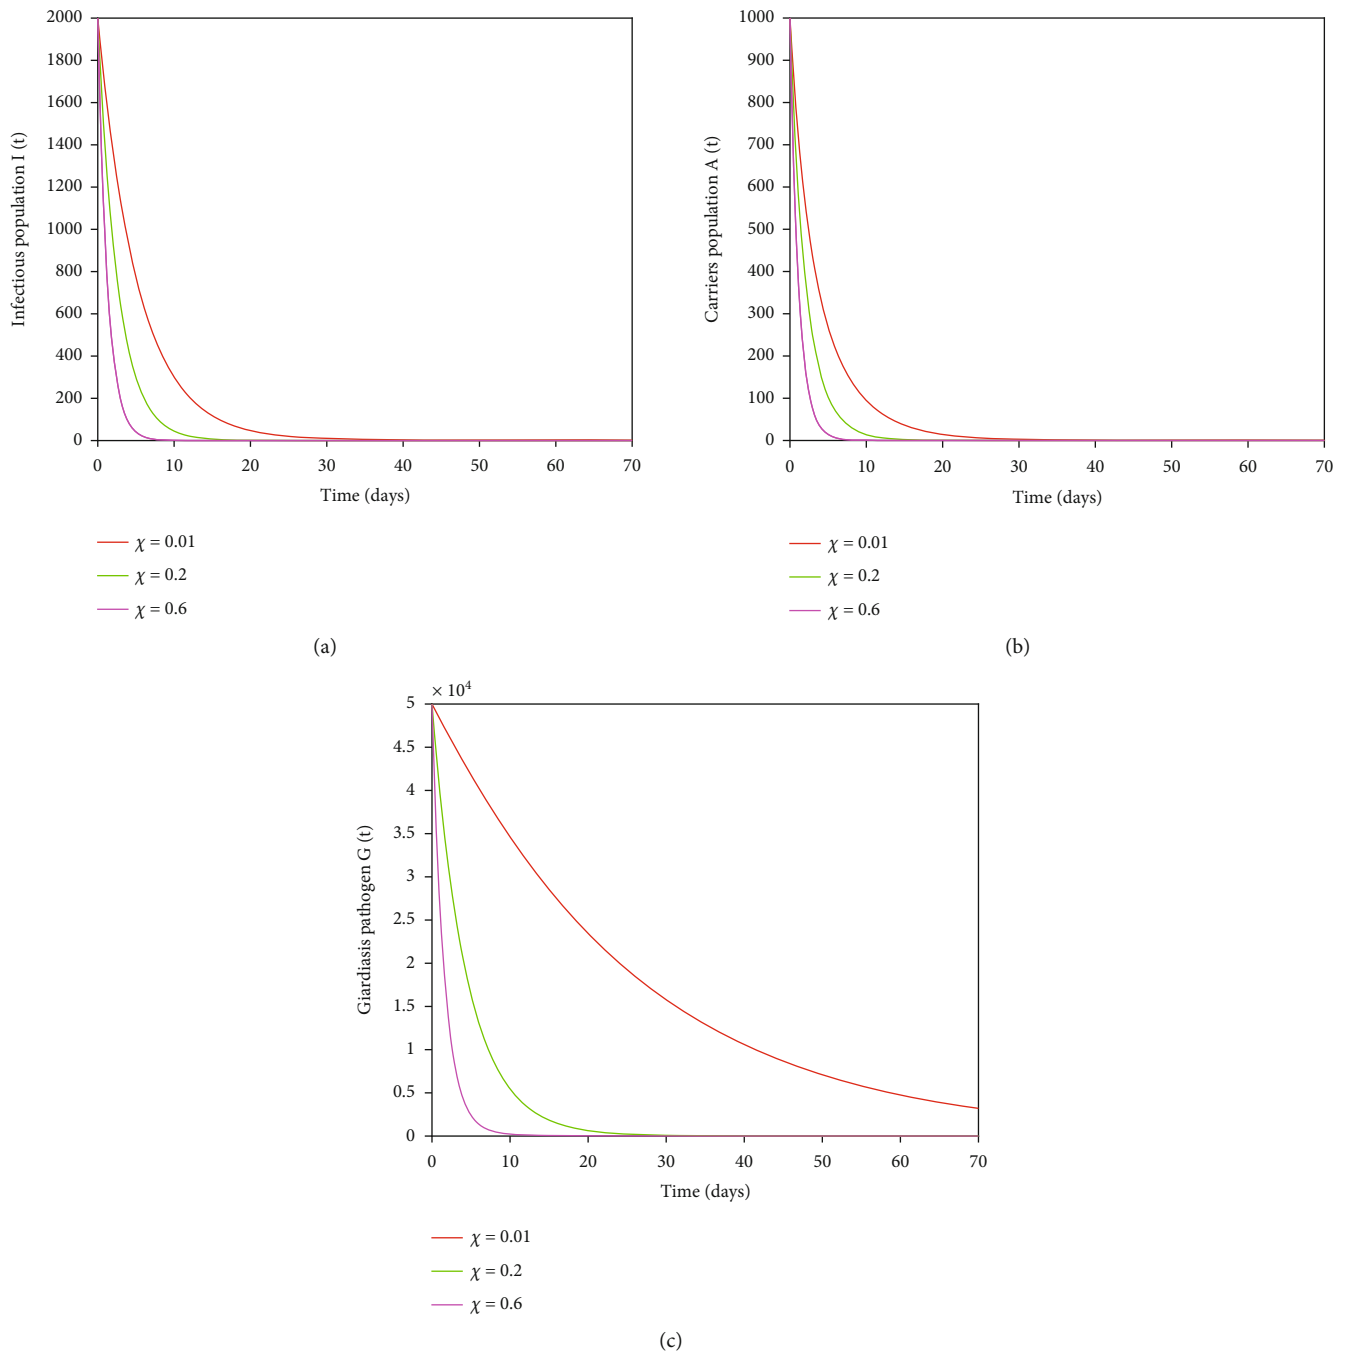 Infectious population I (t)
2000
1800
1600
1400
1200
1000
800
600
400
200
0
0 10 20 30 40 50 60 70
Time (days)
χ = 0.01
χ = 0.2
χ = 0.6
(a)
Carriers population A (t)
1000
900
800
700
600
500
400
300
200
100
0
0 10 20 30 40 50 60 70
Time (days)
χ = 0.01
χ = 0.2
χ = 0.6
(b)
Giardiasis pathogen G (t)
× 10⁴
5
4.5
4
3.5
3
2.5
2
1.5
1
0.5
0
0 10 20 30 40 50 60 70
Time (days)
χ = 0.01
χ = 0.2
χ = 0.6
(c)